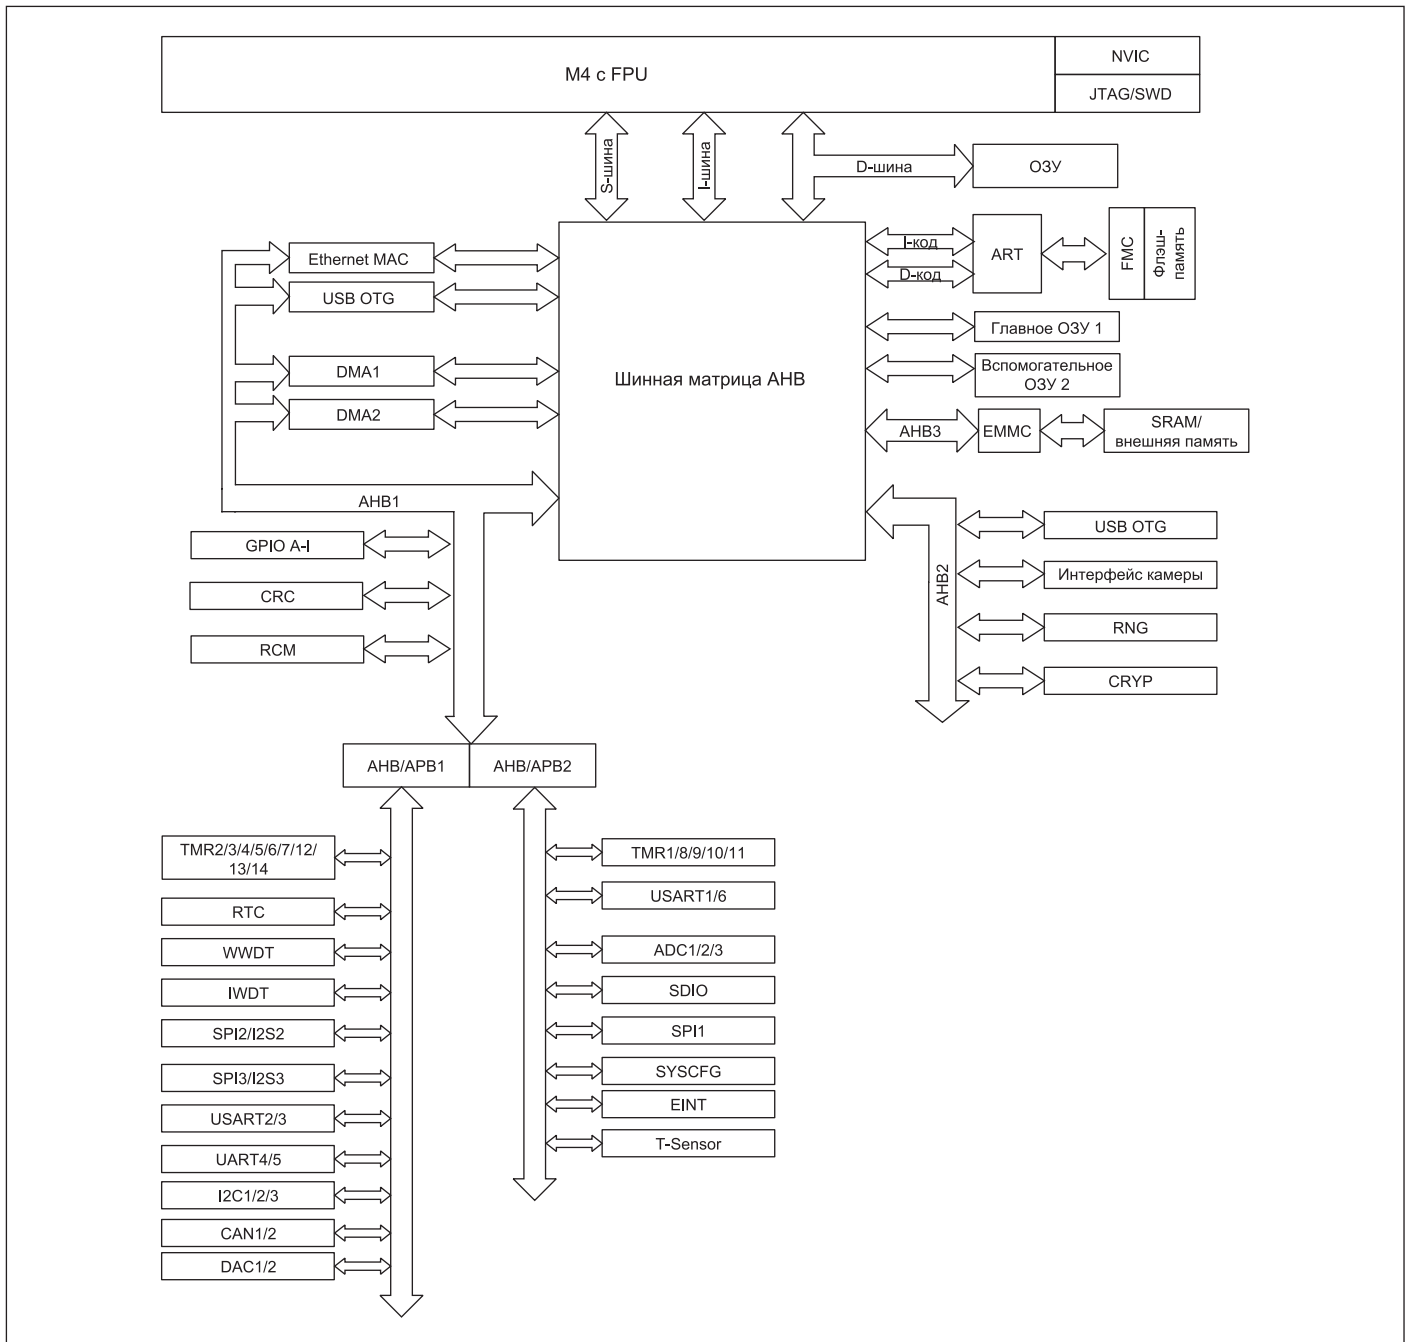 M4 с FPU
NVIC
JTAG/SWD
S-шина
I-шина
D-шина
ОЗУ
Ethernet MAC
USB OTG
DMA1
DMA2
Шинная матрица AHB
I-код
D-код
ART
FMC
Флэш-
память
Главное ОЗУ 1
Вспомогательное
ОЗУ 2
AHB3
EMMC
SRAM/
внешняя память
AHB1
GPIO A-I
CRC
RCM
AHB2
USB OTG
Интерфейс камеры
RNG
CRYP
AHB/APB1
AHB/APB2
TMR2/3/4/5/6/7/12/
13/14
RTC
WWDT
IWDT
SPI2/I2S2
SPI3/I2S3
USART2/3
UART4/5
I2C1/2/3
CAN1/2
DAC1/2
TMR1/8/9/10/11
USART1/6
ADC1/2/3
SDIO
SPI1
SYSCFG
EINT
T-Sensor